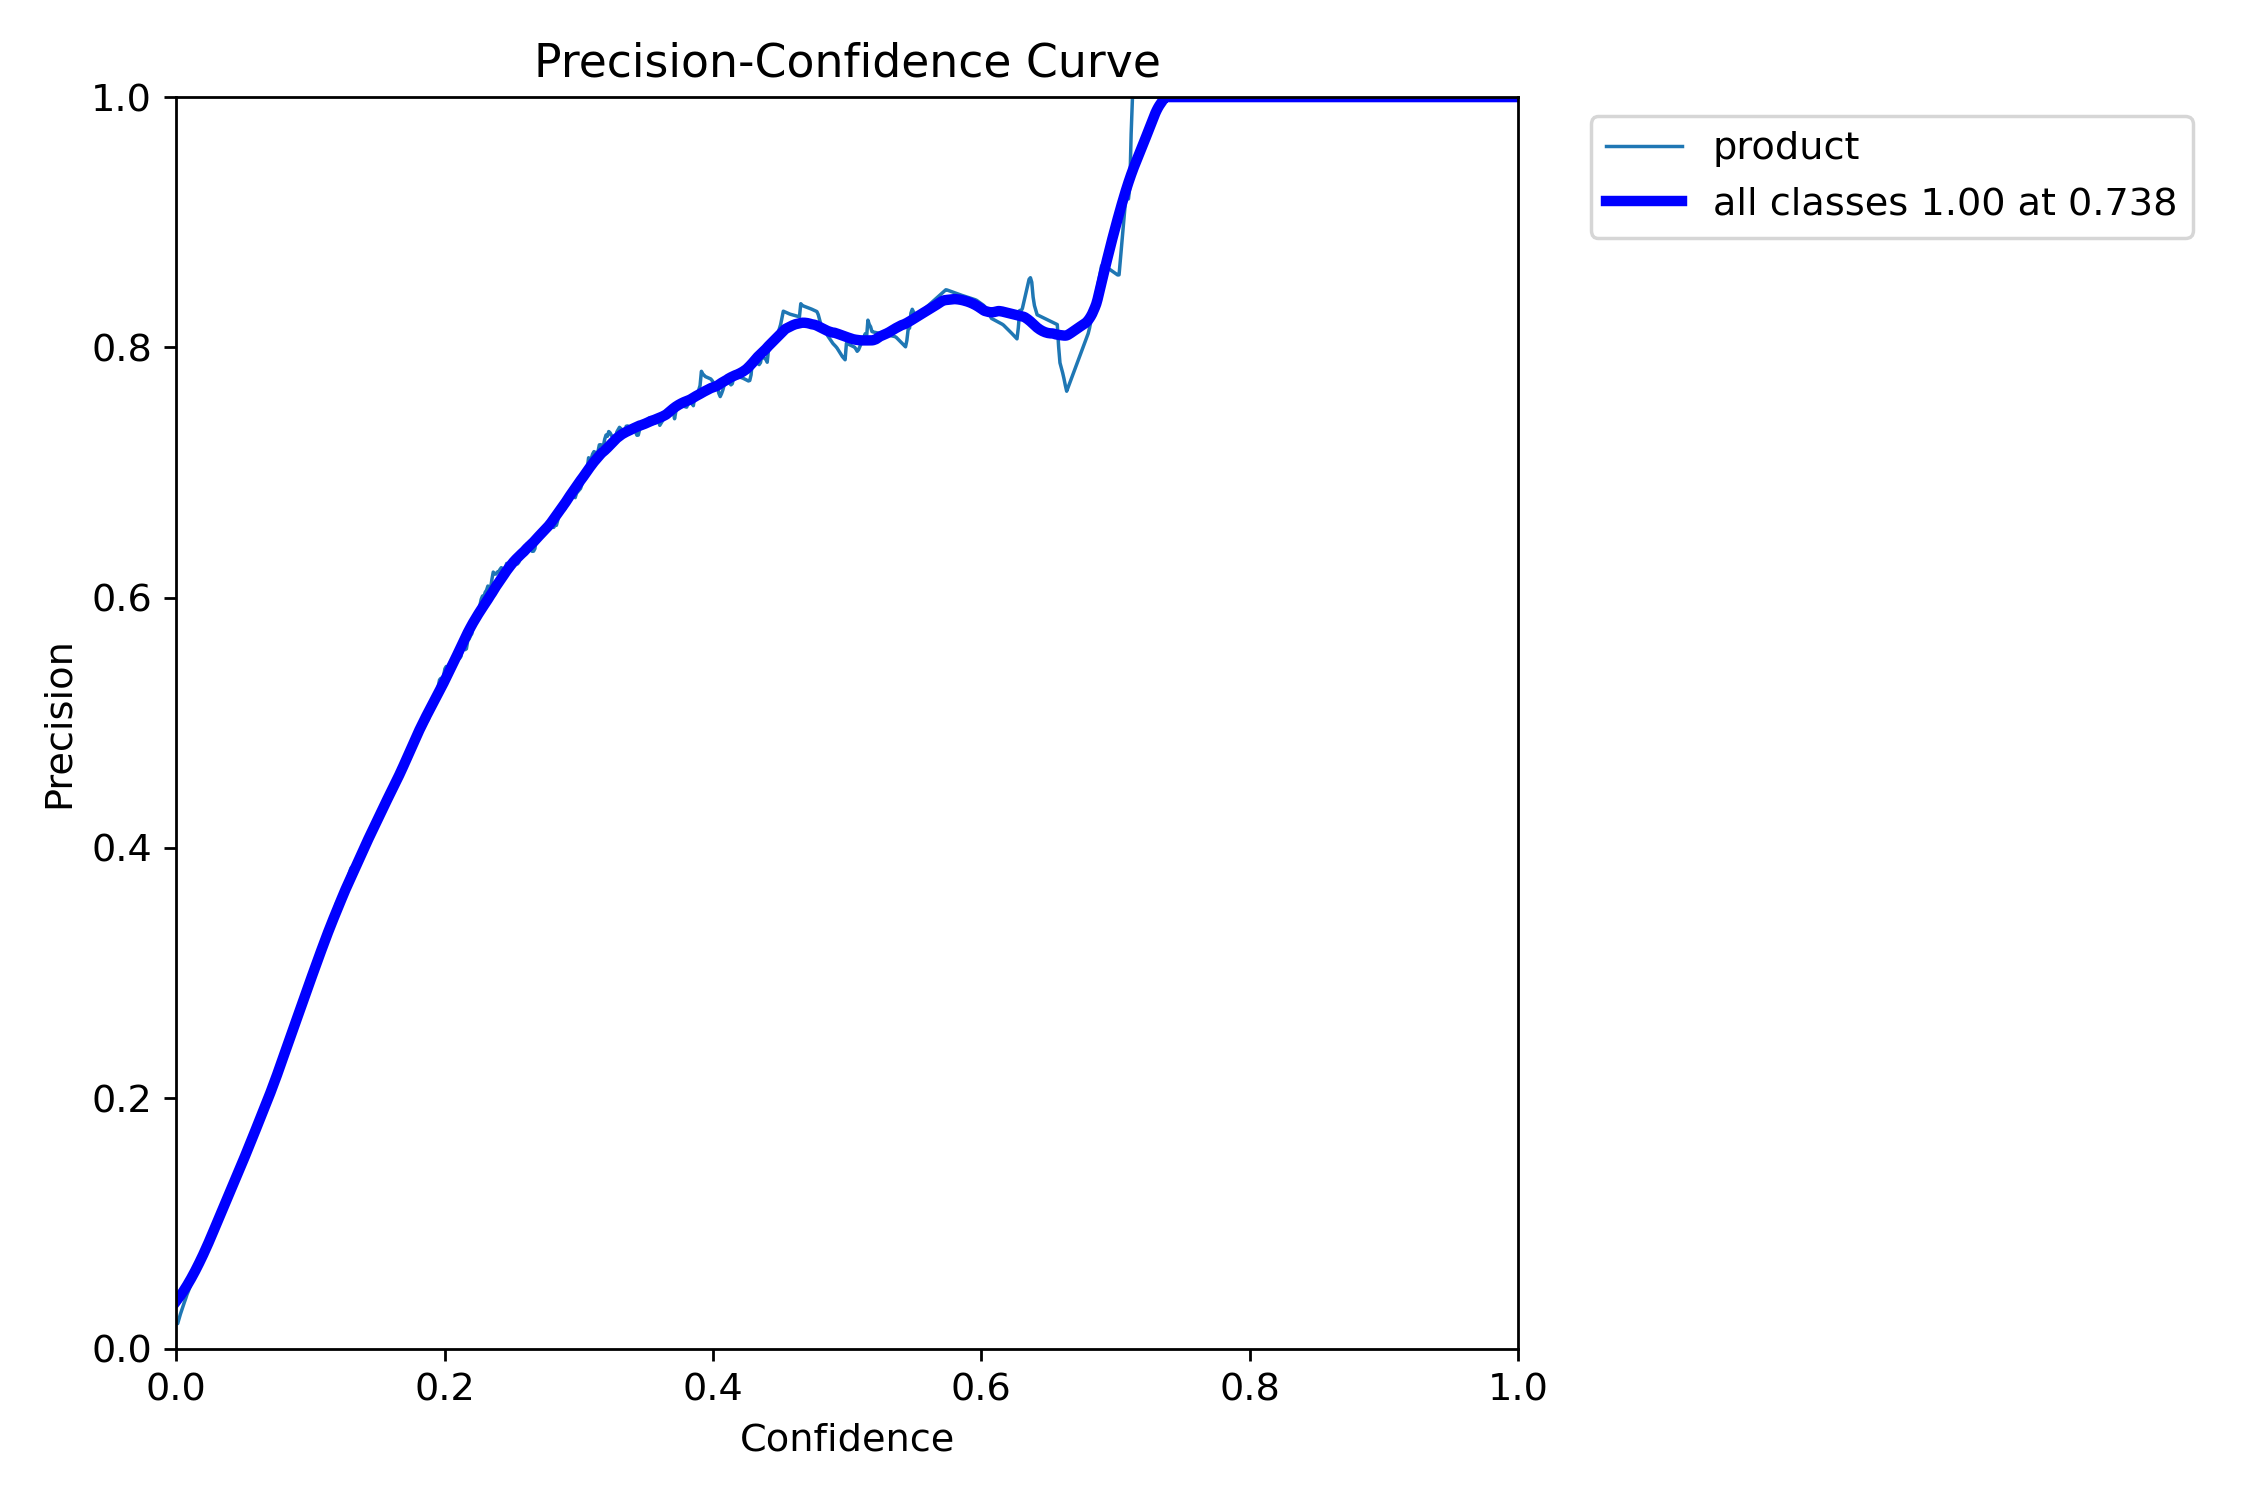 Precision-Confidence Curve
1.0
0.8
0.6
0.4
0.2
0.0
Precision
0.0 0.2 0.4 0.6 0.8 1.0
Confidence
product
all classes 1.00 at 0.738